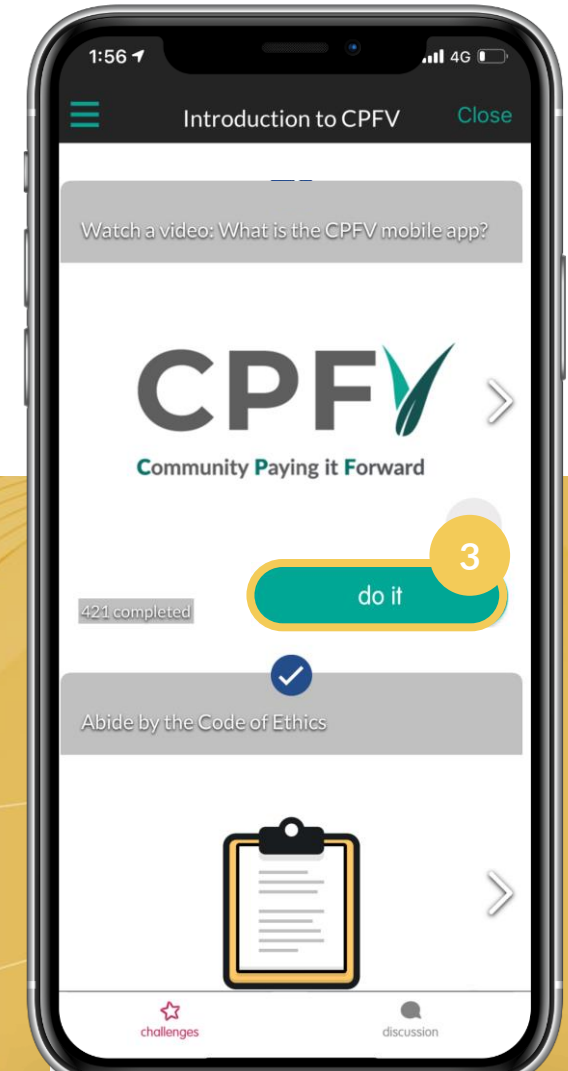 1:56
4G
Introduction to CPFV
Close
Watch a video: What is the CPFV mobile app?
CPFV
Community Paying it Forward
3
421 completed
do it
Abide by the Code of Ethics
challenges
discussion